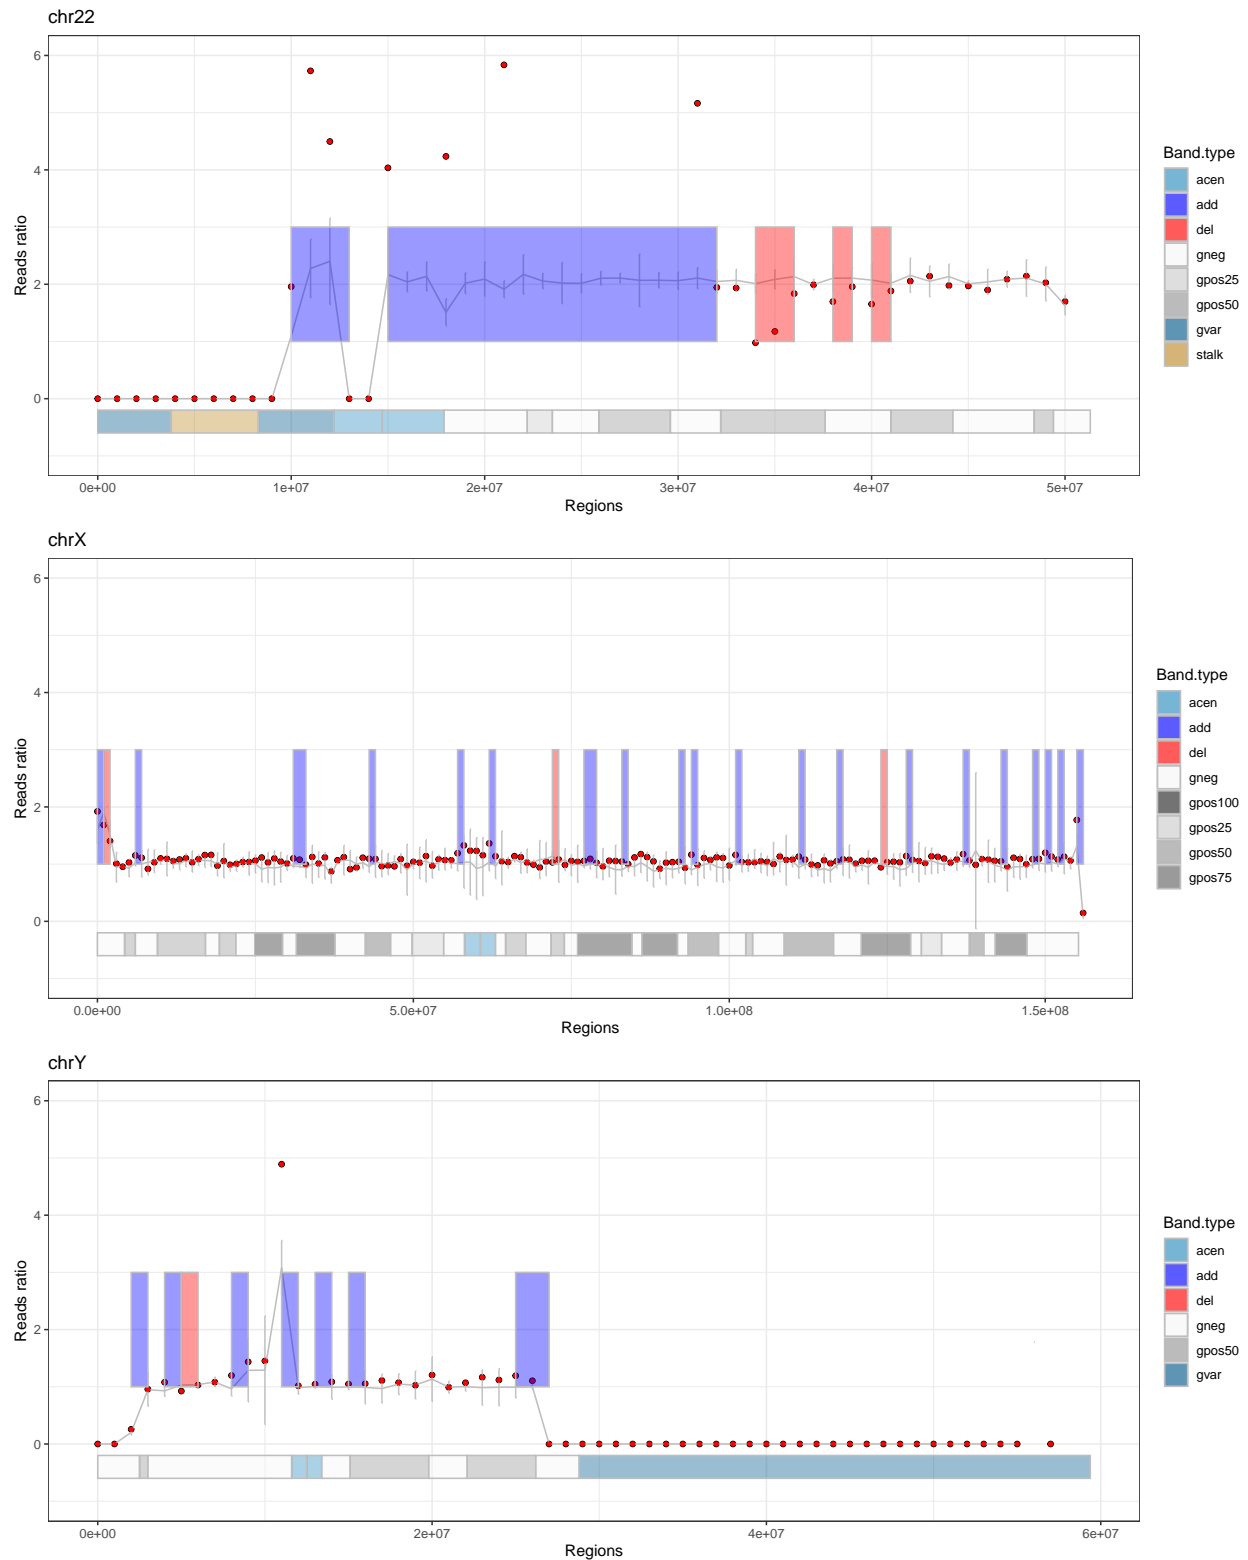 chr22
6
4
2
0
Reads ratio
0e+00
1e+07
2e+07
3e+07
4e+07
5e+07
Regions
Band.type
acen
add
del
gneg
gpos25
gpos50
gvar
stalk
chrX
6
4
2
0
Reads ratio
0.0e+00
5.0e+07
1.0e+08
1.5e+08
Regions
Band.type
acen
add
del
gneg
gpos100
gpos25
gpos50
gpos75
chrY
6
4
2
0
Reads ratio
0e+00
2e+07
4e+07
6e+07
Regions
Band.type
acen
add
del
gneg
gpos50
gvar